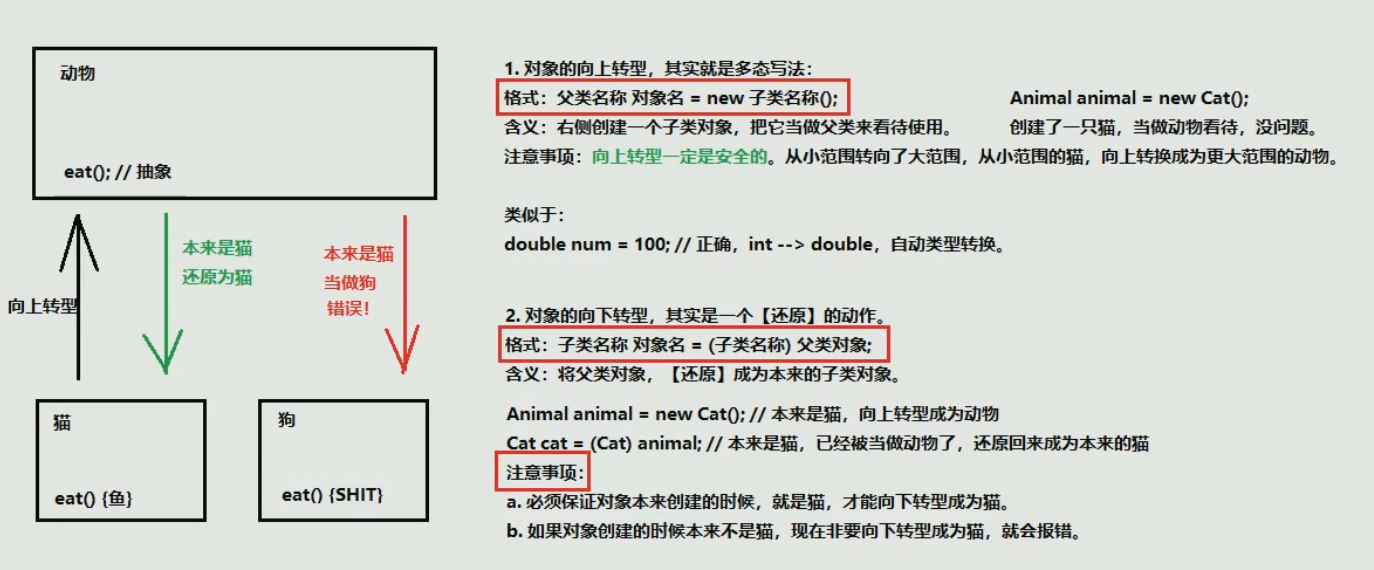 动物
eat(); // 抽象
向上转型
本来是猫
还原为猫
本来是猫
当做狗
错误！
猫
eat() {鱼}
狗
eat() {SHIT}
1. 对象的向上转型，其实就是多态写法：
格式：父类名称 对象名 = new 子类名称();
Animal animal = new Cat();
含义：右侧创建一个子类对象，把它当做父类来看待使用。
创建了一只猫，当做动物看待，没问题。
注意事项：向上转型一定是安全的。从小范围转向了大范围，从小范围的猫，向上转换成为更大范围的动物。
类似于：
double num = 100; // 正确，int --> double，自动类型转换。
2. 对象的向下转型，其实是一个【还原】的动作。
格式：子类名称 对象名 = (子类名称) 父类对象;
含义：将父类对象，【还原】成为本来的子类对象。
Animal animal = new Cat(); // 本来是猫，向上转型成为动物
Cat cat = (Cat) animal; // 本来是猫，已经被当做动物了，还原回来成为本来的猫
注意事项：
a. 必须保证对象本来创建的时候，就是猫，才能向下转型成为猫。
b. 如果对象创建的时候本来不是猫，现在非要向下转型成为猫，就会报错。